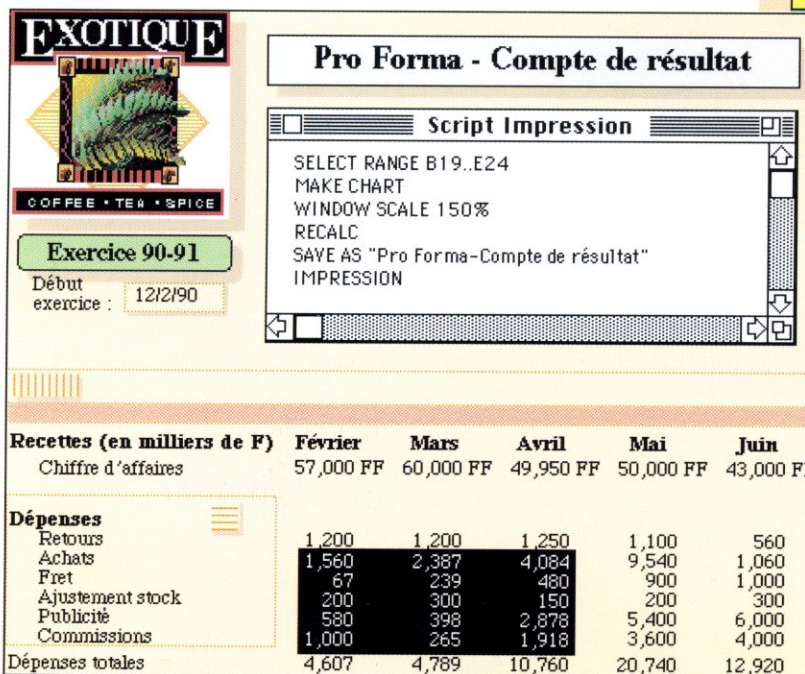 EXOTIQUE
COFFEE • TEA • SPICE
Exercice 90-91
Début
exercice : 12/2/90
Pro Forma - Compte de résultat
Script Impression
SELECT RANGE B19..E24
MAKE CHART
WINDOW SCALE 150%
RECALC
SAVE AS "Pro Forma-Compte de résultat"
IMPRESSION
Recettes (en milliers de F) Février Mars Avril Mai Juin
Chiffre d'affaires 57,000 FF 60,000 FF 49,950 FF 50,000 FF 43,000 F
Dépenses
Retours 1,200 1,200 1,250 1,100 560
Achats 1,560 2,387 4,084 9,540 1,060
Fret 67 239 480 900 1,000
Ajustement stock 200 300 150 200 300
Publicité 580 398 2,878 5,400 6,000
Commissions 1,000 265 1,918 3,600 4,000
Dépenses totales 4,607 4,789 10,760 20,740 12,920